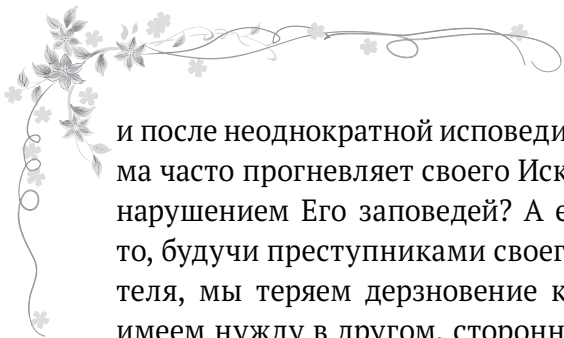 и после неоднократной исповеди
ма часто прогневляет своего Иск
нарушением Его заповедей? А е
то, будучи преступниками своег
теля, мы теряем дерзновение к
имеем нужду в другом, сторонн